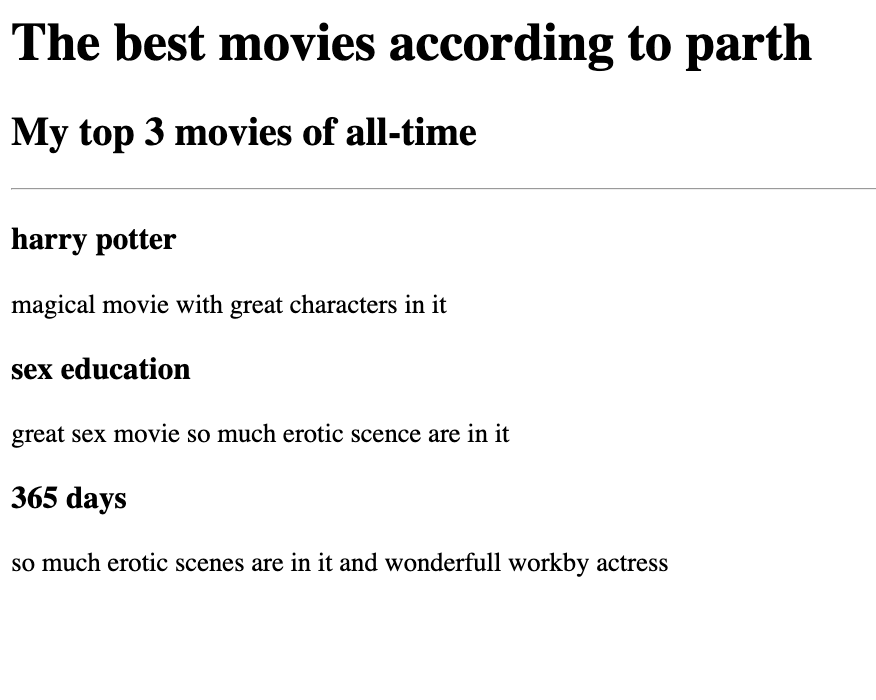 The best movies according to parth
My top 3 movies of all-time
harry potter
magical movie with great characters in it
sex education
great sex movie so much erotic scence are in it
365 days
so much erotic scenes are in it and wonderfull workby actress